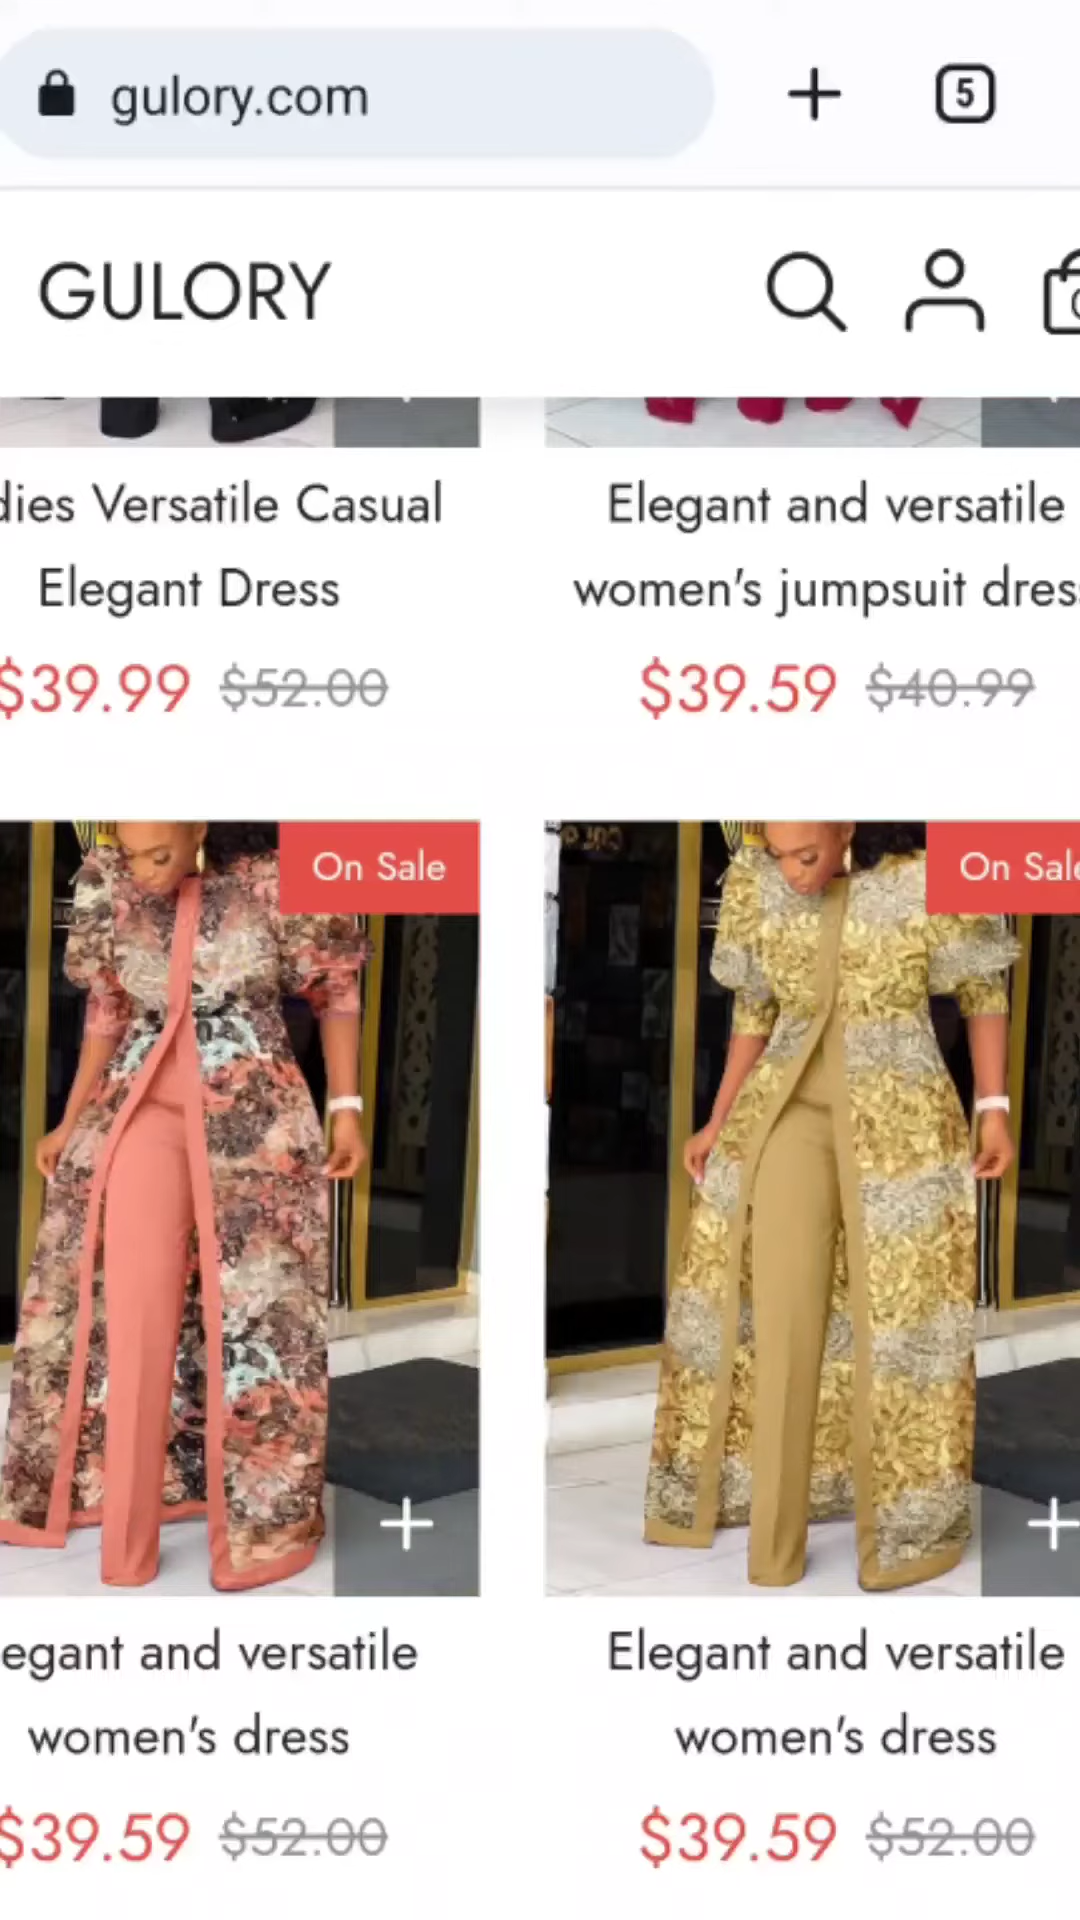 gulory.com
5
GULORY
dies Versatile Casual
Elegant Dress
$39.99 $52.00
Elegant and versatile
women's jumpsuit dres
$39.59 $40.99
On Sale
On Sale
egant and versatile
women's dress
$39.59 $52.00
Elegant and versatile
women's dress
$39.59 $52.00